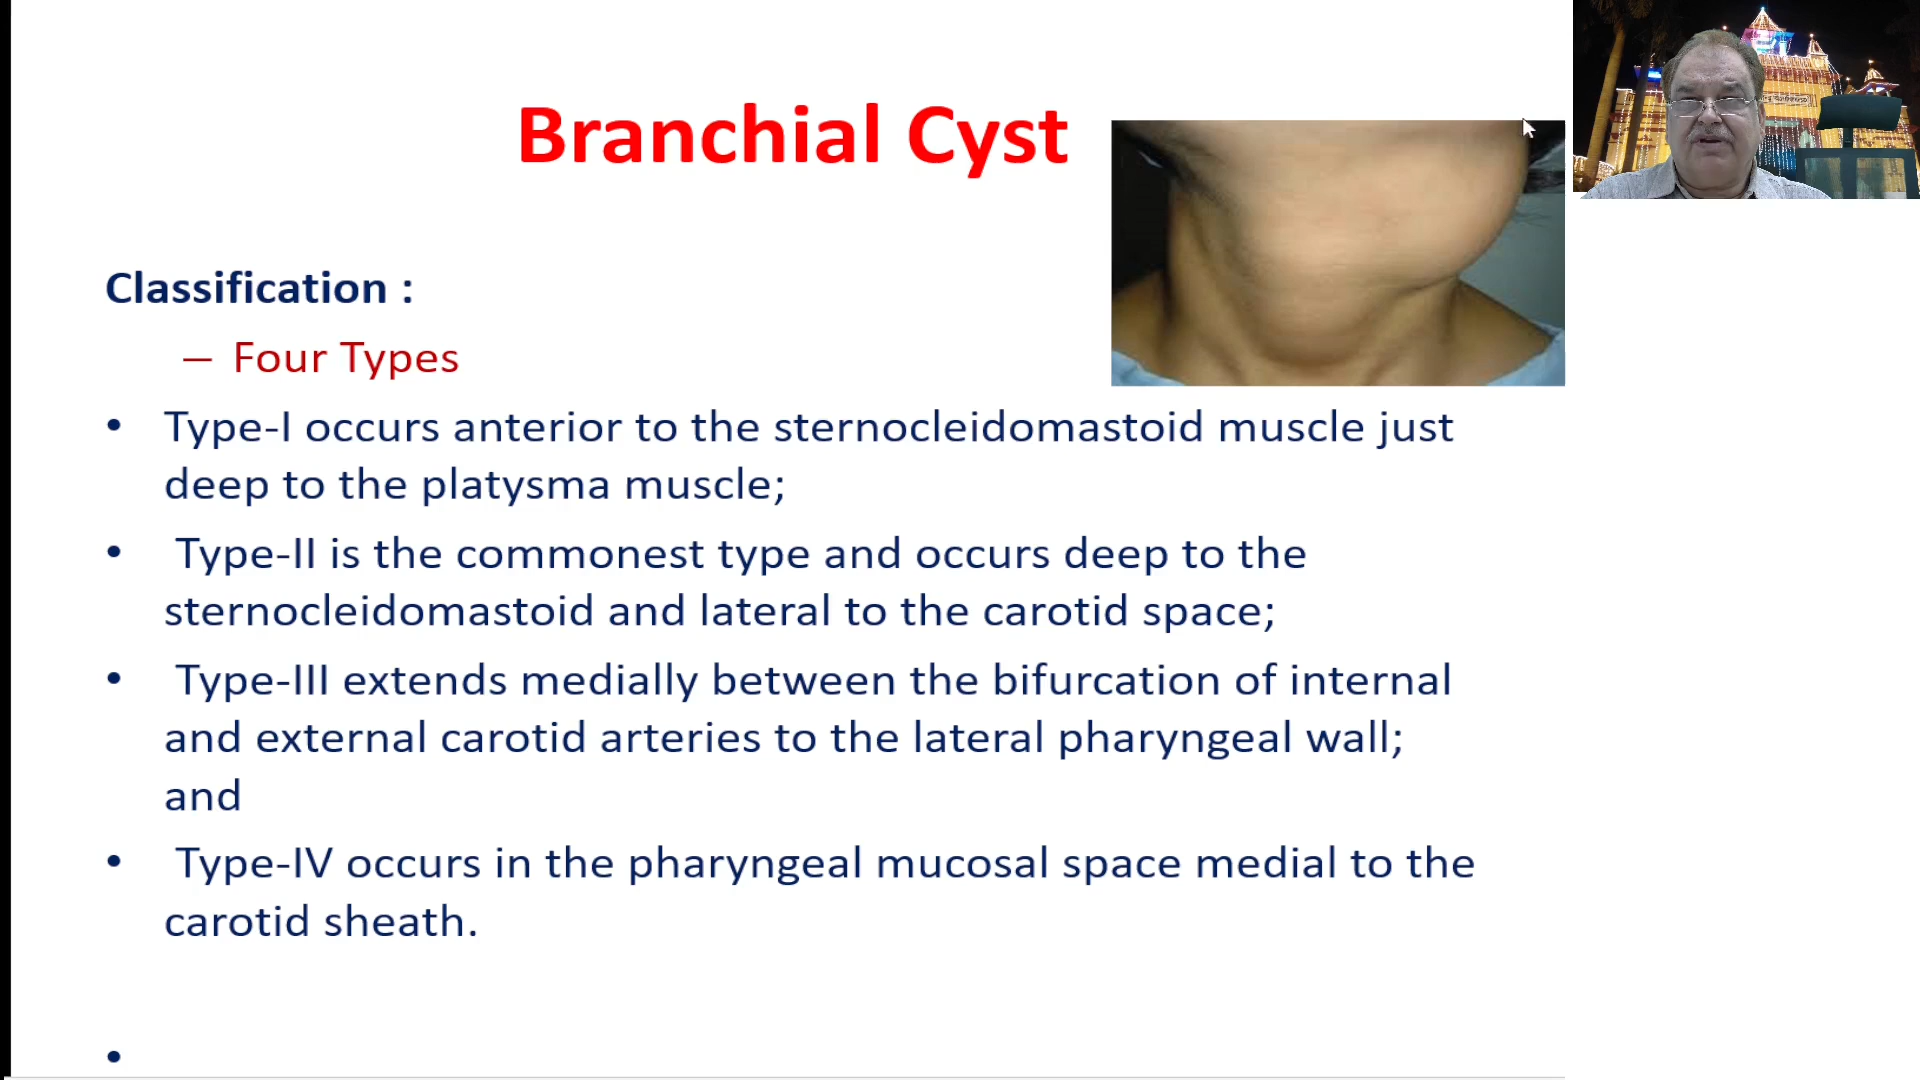 Branchial Cyst
Classification :
– Four Types
• Type-I occurs anterior to the sternocleidomastoid muscle just
deep to the platysma muscle;
• Type-II is the commonest type and occurs deep to the
sternocleidomastoid and lateral to the carotid space;
• Type-III extends medially between the bifurcation of internal
and external carotid arteries to the lateral pharyngeal wall;
and
• Type-IV occurs in the pharyngeal mucosal space medial to the
carotid sheath.
•